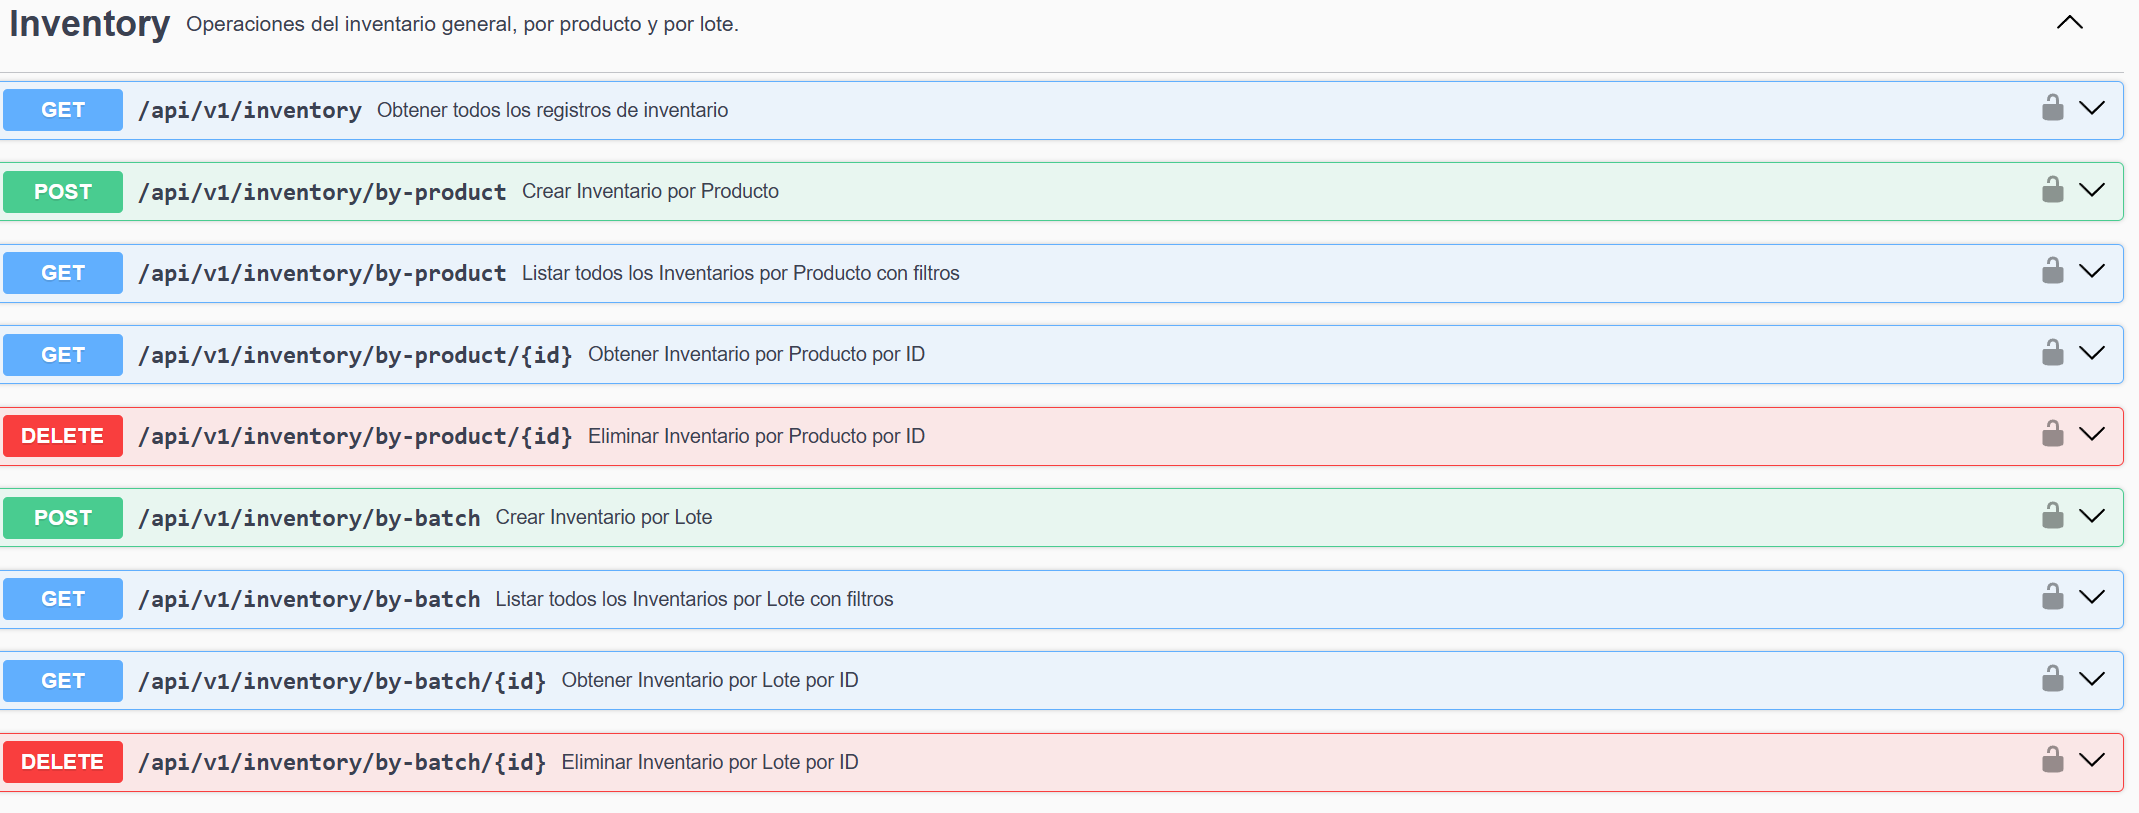 Inventory Operaciones del inventario general, por producto y por lote.
GET /api/v1/inventory Obtener todos los registros de inventario
POST /api/v1/inventory/by-product Crear Inventario por Producto
GET /api/v1/inventory/by-product Listar todos los Inventarios por Producto con filtros
GET /api/v1/inventory/by-product/{id} Obtener Inventario por Producto por ID
DELETE /api/v1/inventory/by-product/{id} Eliminar Inventario por Producto por ID
POST /api/v1/inventory/by-batch Crear Inventario por Lote
GET /api/v1/inventory/by-batch Listar todos los Inventarios por Lote con filtros
GET /api/v1/inventory/by-batch/{id} Obtener Inventario por Lote por ID
DELETE /api/v1/inventory/by-batch/{id} Eliminar Inventario por Lote por ID